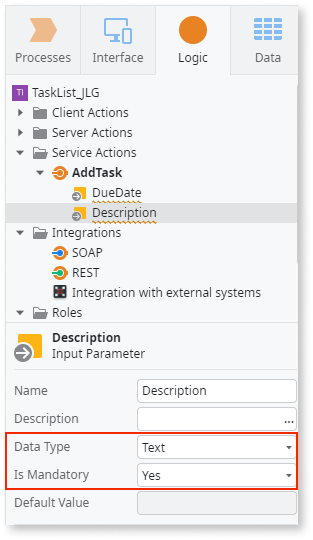 Processes Interface Logic Data
TI TaskList_JLG
Client Actions
Server Actions
Service Actions
AddTask
DueDate
Description
Integrations
SOAP
REST
Integration with external systems
Roles
Description
Input Parameter
Name Description
Description ...
Data Type Text
Is Mandatory Yes
Default Value